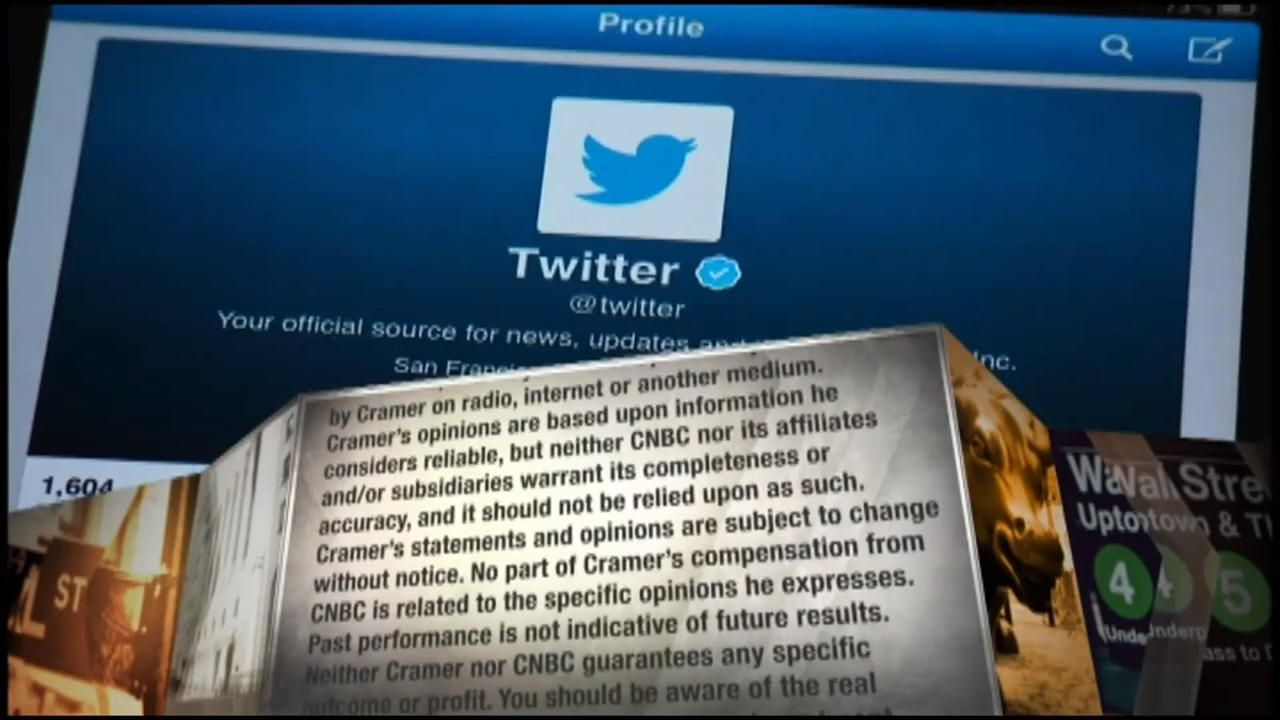 Profile
Twitter
@twitter
Your official source for news, updates and
San Franci
Inc.
1,604
by Cramer on radio, internet or another medium.
Cramer's opinions are based upon information he
considers reliable, but neither CNBC nor its affiliates
and/or subsidiaries warrant its completeness or
accuracy, and it should not be relied upon as such.
Cramer's statements and opinions are subject to change
without notice. No part of Cramer's compensation from
CNBC is related to the specific opinions he expresses.
Past performance is not indicative of future results.
Neither Cramer nor CNBC guarantees any specific
outcome or profit. You should be aware of the real
ST
Wall Stre
Uptown & 
4 4 5